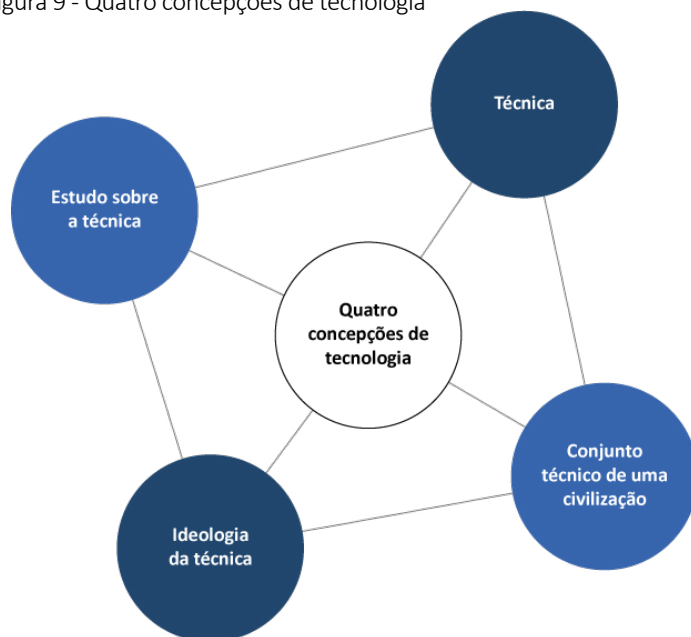 gura 9 - Quatro concepções de tecnologia
Técnica
Estudo sobre
a técnica
Quatro
concepções de
tecnologia
Conjunto
técnico de uma
civilização
Ideologia
da técnica